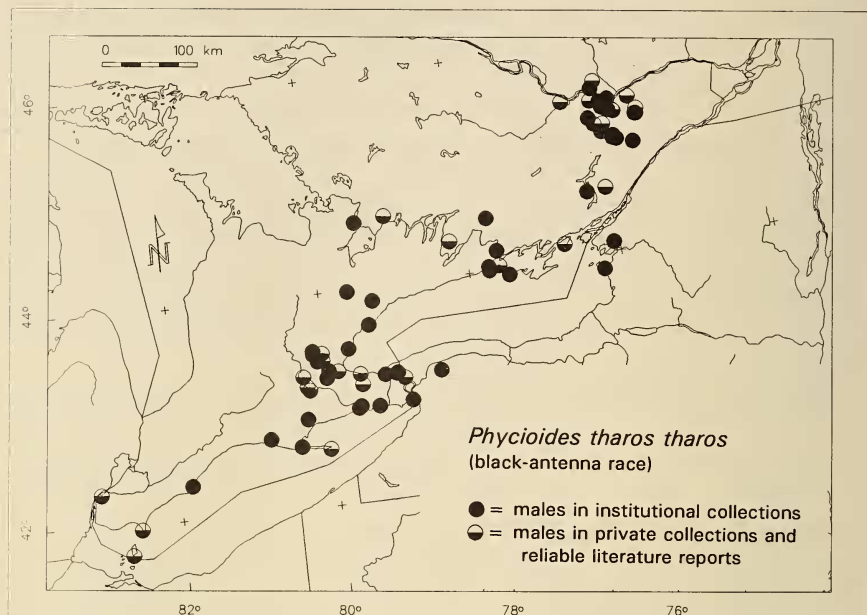 0 100 km
46°
N
44°
42°
Phycioides tharos tharos
(black-antenna race)
= males in institutional collections
= males in private collections and
reliable literature reports
82° 80° 78° 76°